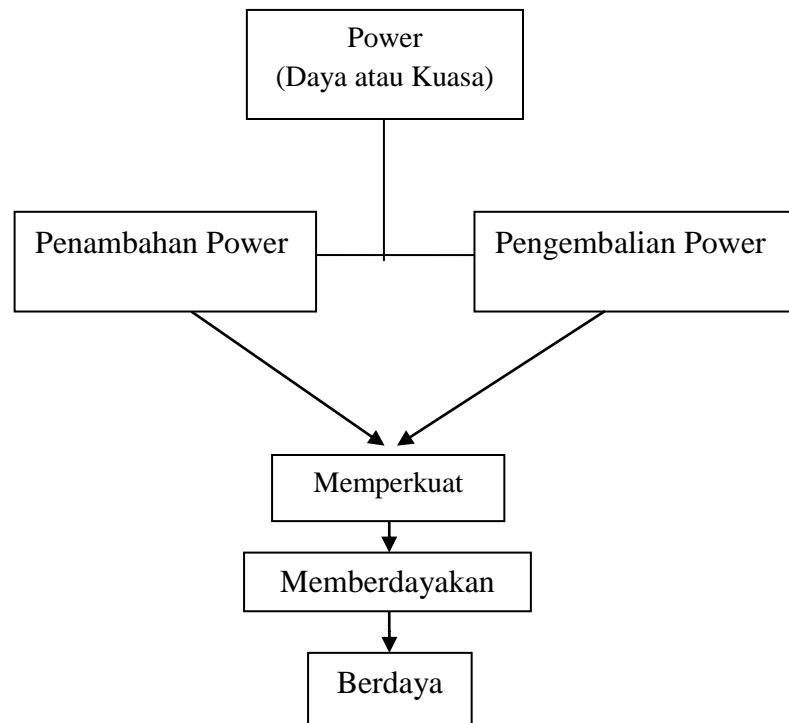 Power
(Daya atau Kuasa)
Penambahan Power
Pengembalian Power
Memperkuat
Memberdayakan
Berdaya